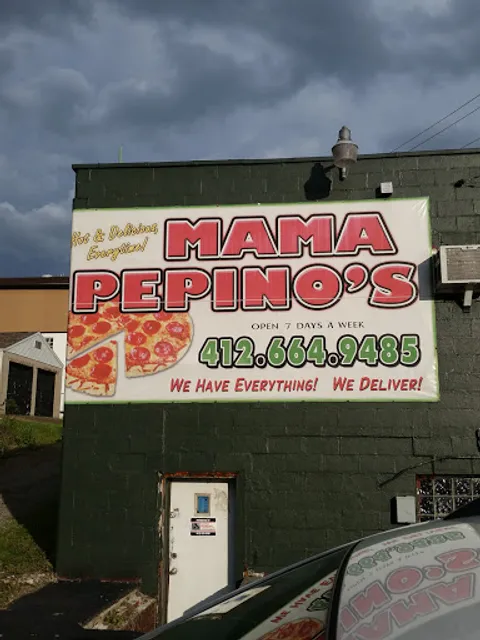 Hot & Delicious,
Everytime!
MAMA
PEPINO'S
OPEN 7 DAYS A WEEK
412.664.9485
WE HAVE EVERYTHING! WE DELIVER!